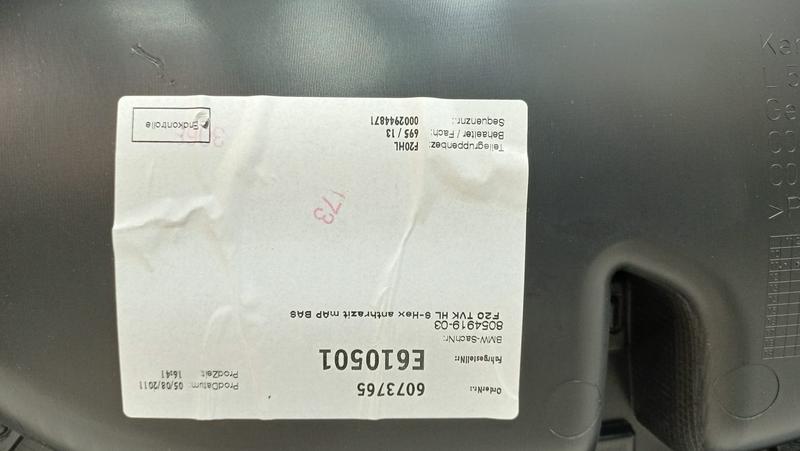 OrderNr.: 6073765
FahrgestellNr: E610501
ProdDatum: 05/08/2011
ProdZeit: 16:41
BMW-SachNr:
8054919-03
F20 TVK HL S-Hex anthrazit mAP BAS
173
Teilegruppenbez: F20HL
Behaelter / Fach: 695 / 13
Sequenznr.: 0002944871
Endkontrolle